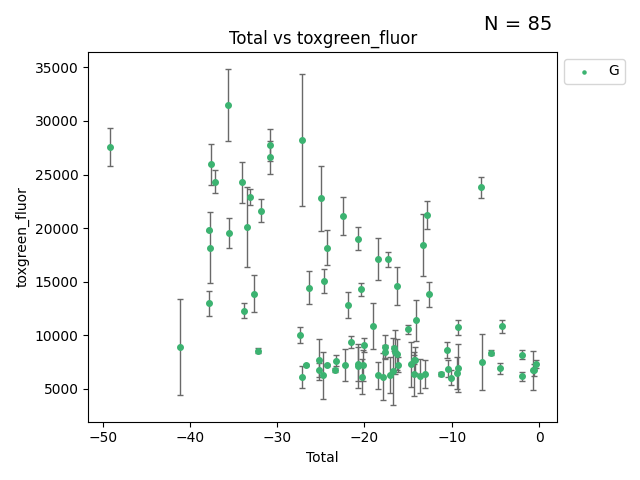 N = 85
Total vs toxgreen_fluor
G
toxgreen_fluor
35000
30000
25000
20000
15000
10000
5000
−50 −40 −30 −20 −10 0
Total